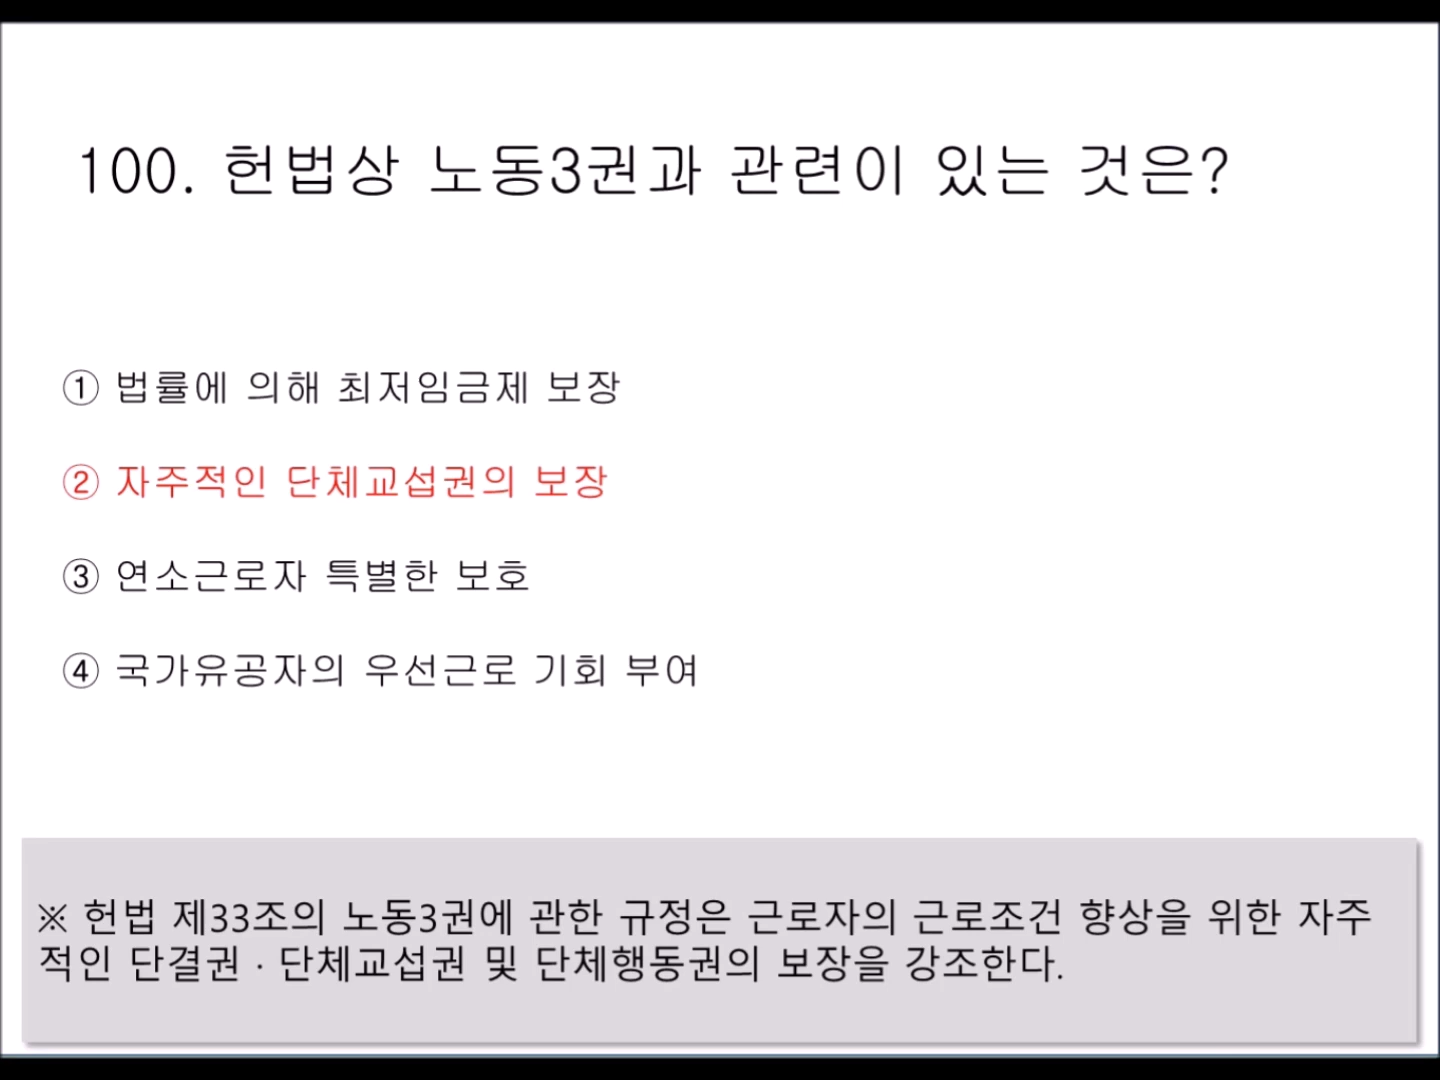 100. 헌법상 노동3권과 관련이 있는 것은?
① 법률에 의해 최저임금제 보장
② 자주적인 단체교섭권의 보장
③ 연소근로자 특별한 보호
④ 국가유공자의 우선근로 기회 부여
※ 헌법 제33조의 노동3권에 관한 규정은 근로자의 근로조건 향상을 위한 자주
적인 단결권 · 단체교섭권 및 단체행동권의 보장을 강조한다.